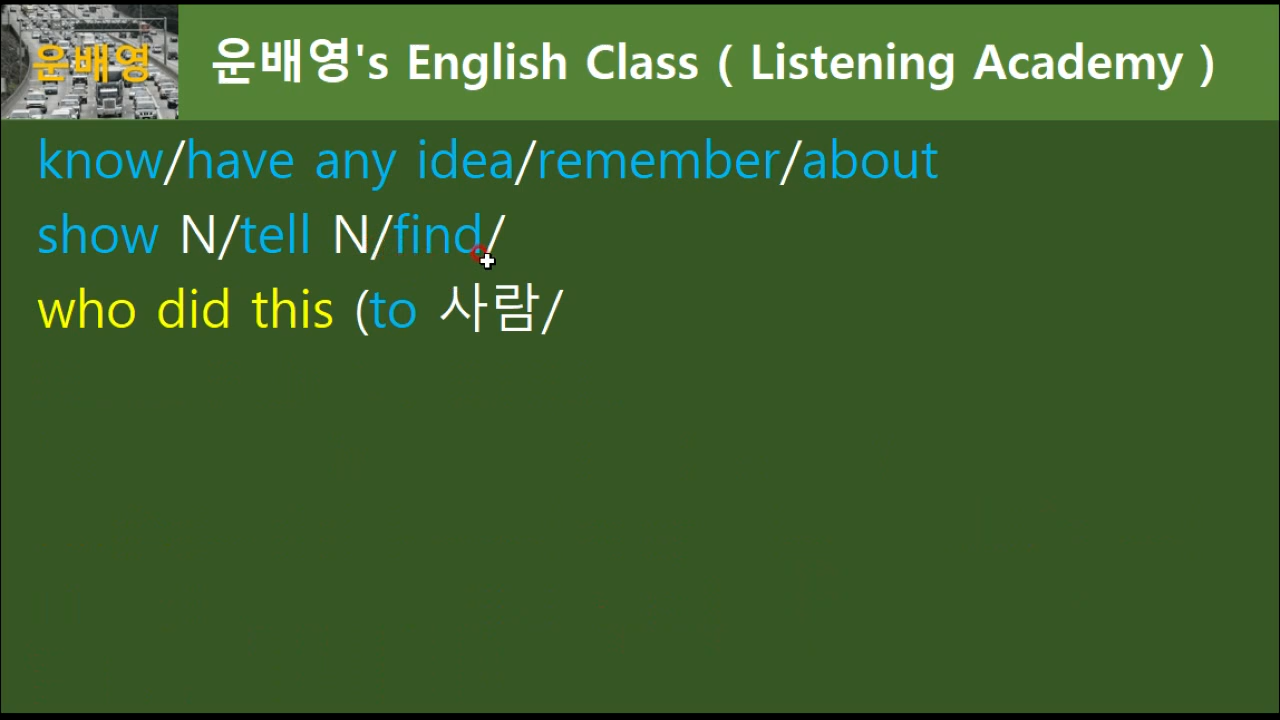 운배영
운배영's English Class ( Listening Academy )
know/have any idea/remember/about
show N/tell N/find/
who did this (to 사람/